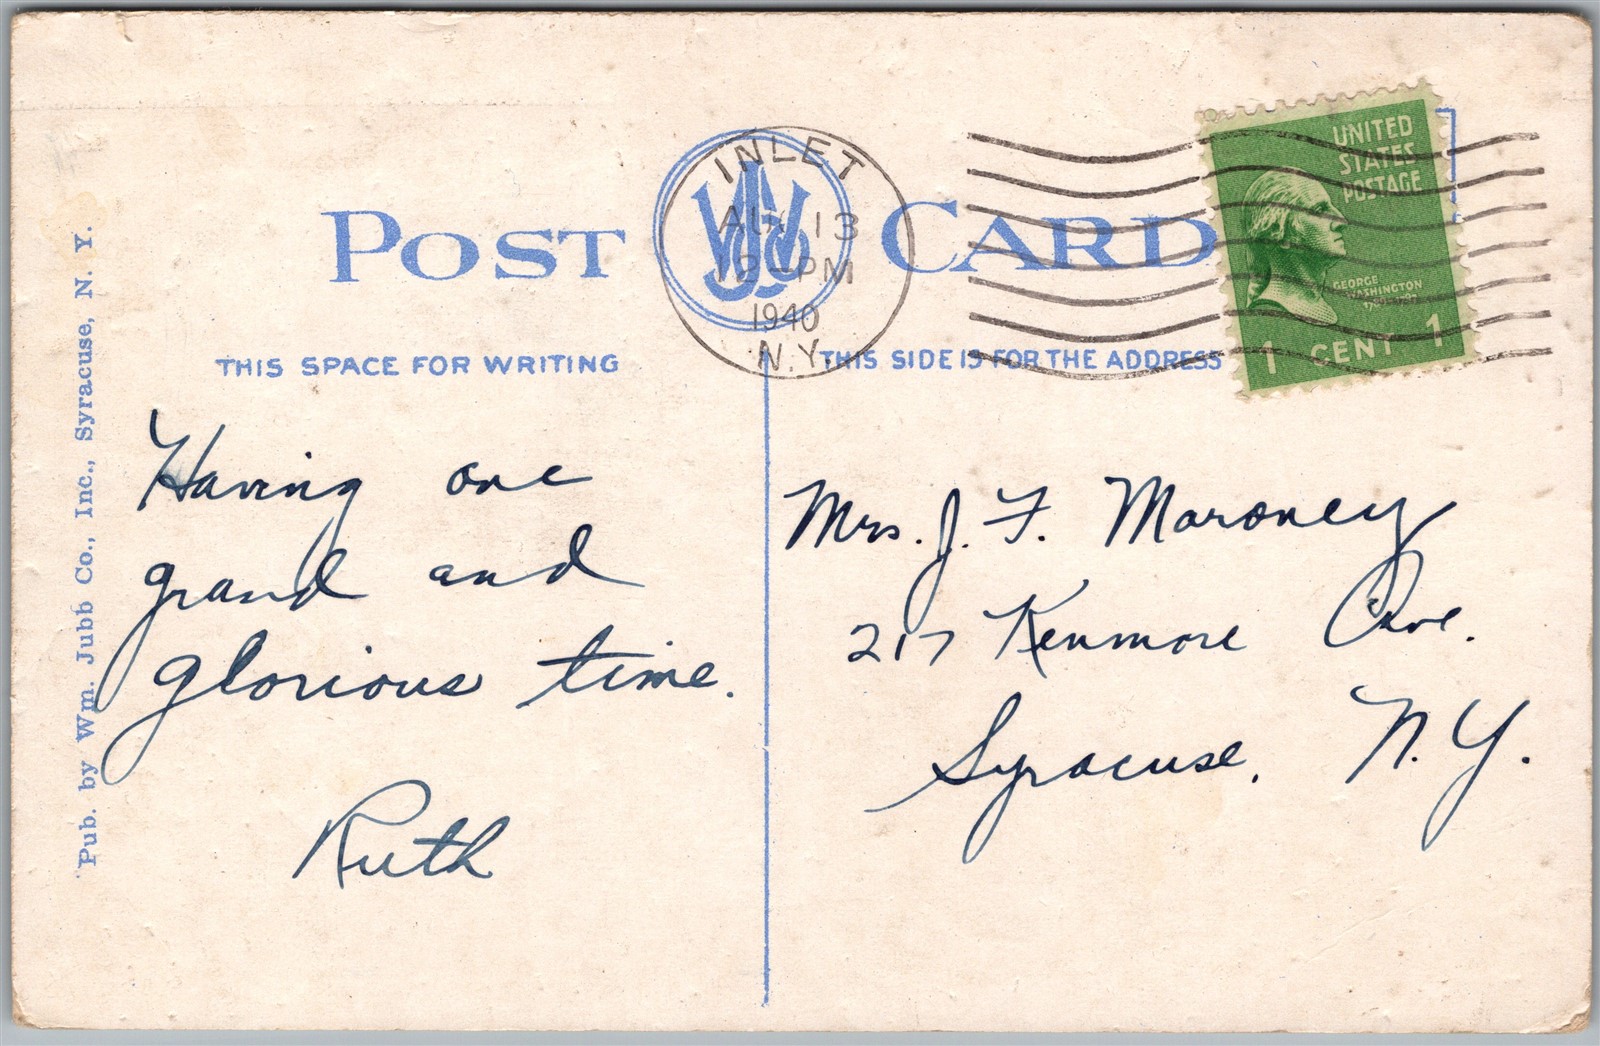 POST CARD
INLET
AUG 13
12-PM
1940
N.Y.
UNITED
STATES
POSTAGE
GEORGE
WASHINGTON
1 CENT 1
THIS SPACE FOR WRITING
THIS SIDE IS FOR THE ADDRESS
Pub. by Wm. Jubb Co., Inc., Syracuse, N. Y.
Having one
grand and
glorious time.
Ruth
Mrs. J. F. Maroney
217 Kenmore Ave.
Syracuse, N.Y.